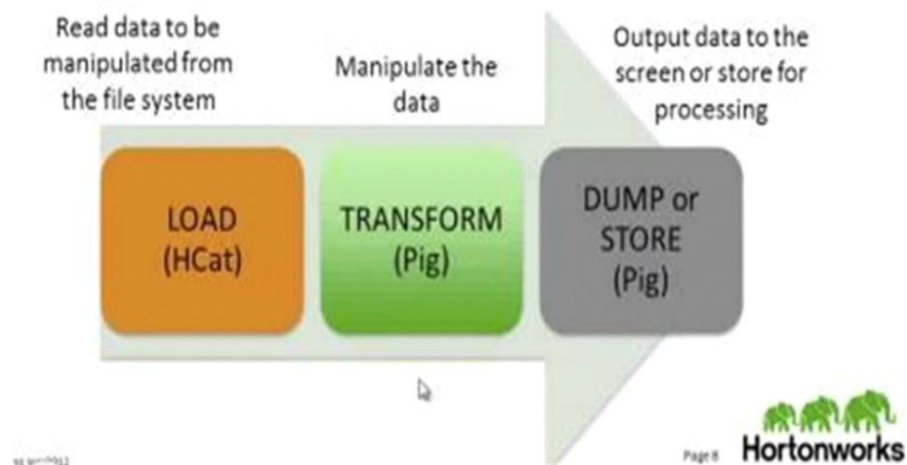 Read data to be
manipulated from
the file system
Manipulate the
data
Output data to the
screen or store for
processing
LOAD
(HCat)
TRANSFORM
(Pig)
DUMP or
STORE
(Pig)
Page 8
Hortonworks